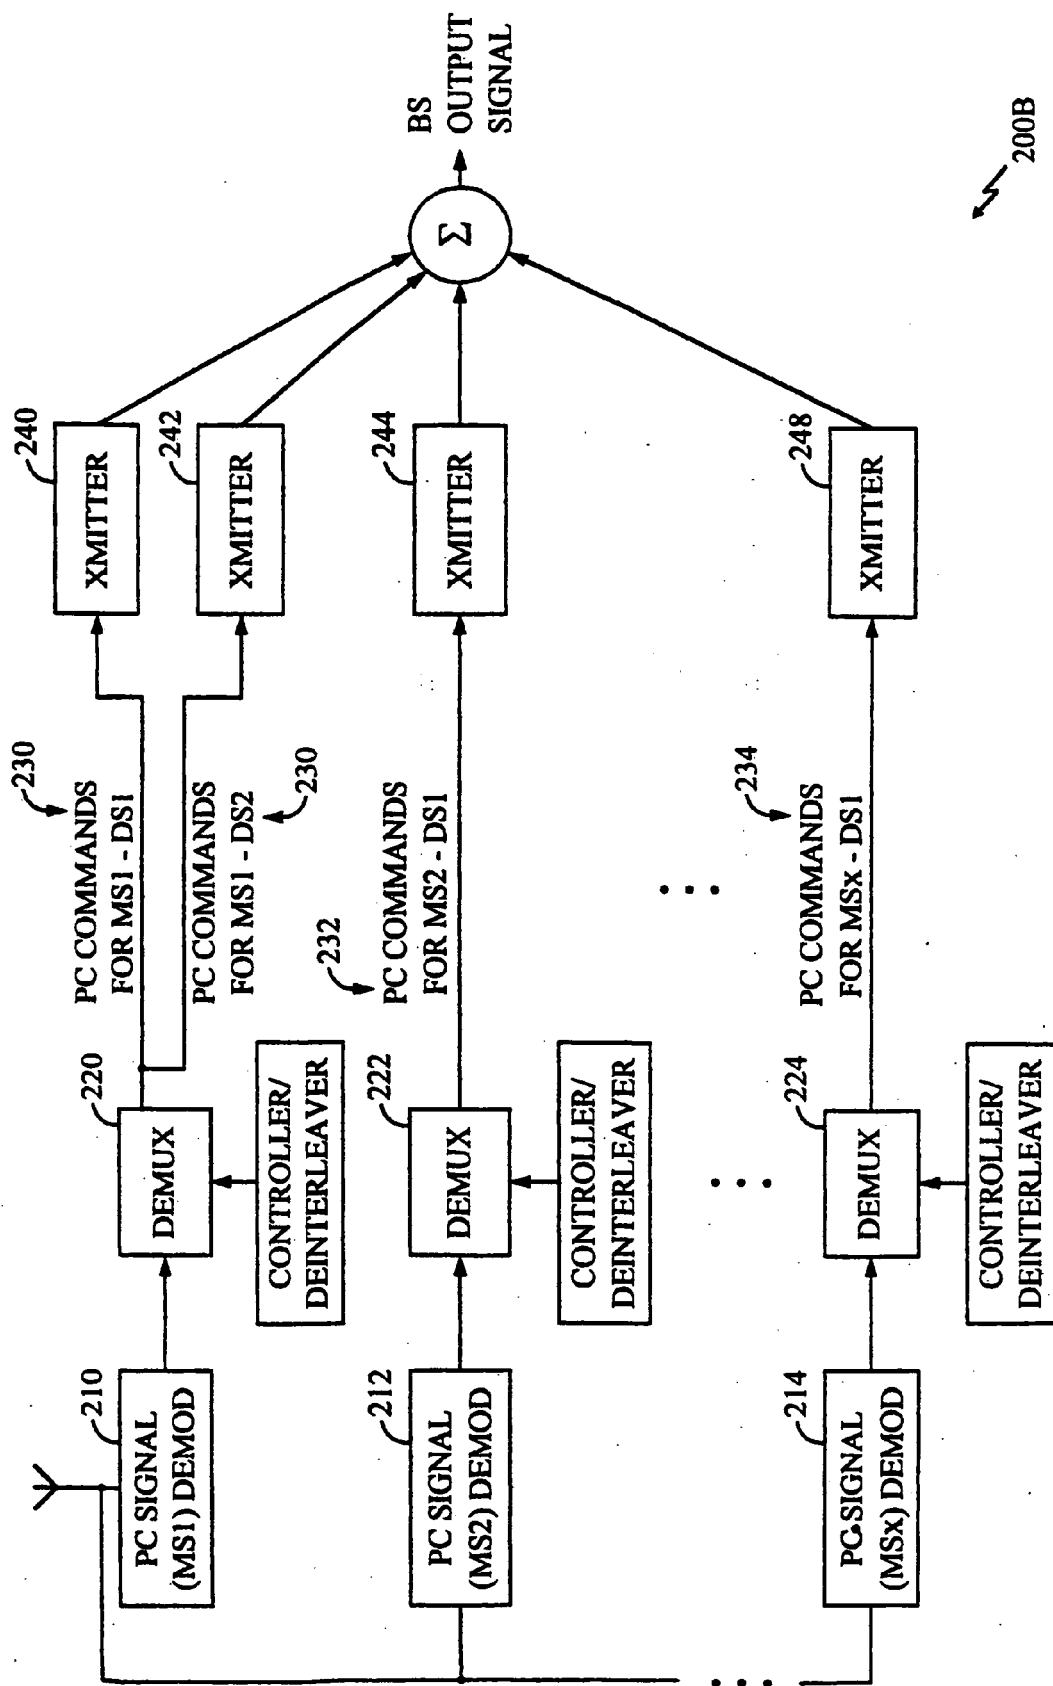 210
PC SIGNAL
(MS1) DEMOD
220
DEMUX
CONTROLLER/
DEINTERLEAVER
230
PC COMMANDS
FOR MS1 - DS1
PC COMMANDS
FOR MS1 - DS2
230
240
XMITTER
242
XMITTER
212
PC SIGNAL
(MS2) DEMOD
222
DEMUX
CONTROLLER/
DEINTERLEAVER
232
PC COMMANDS
FOR MS2 - DS1
244
XMITTER
Σ
BS
OUTPUT
SIGNAL
214
PC SIGNAL
(MSx) DEMOD
224
DEMUX
CONTROLLER/
DEINTERLEAVER
234
PC COMMANDS
FOR MSx - DS1
248
XMITTER
200B